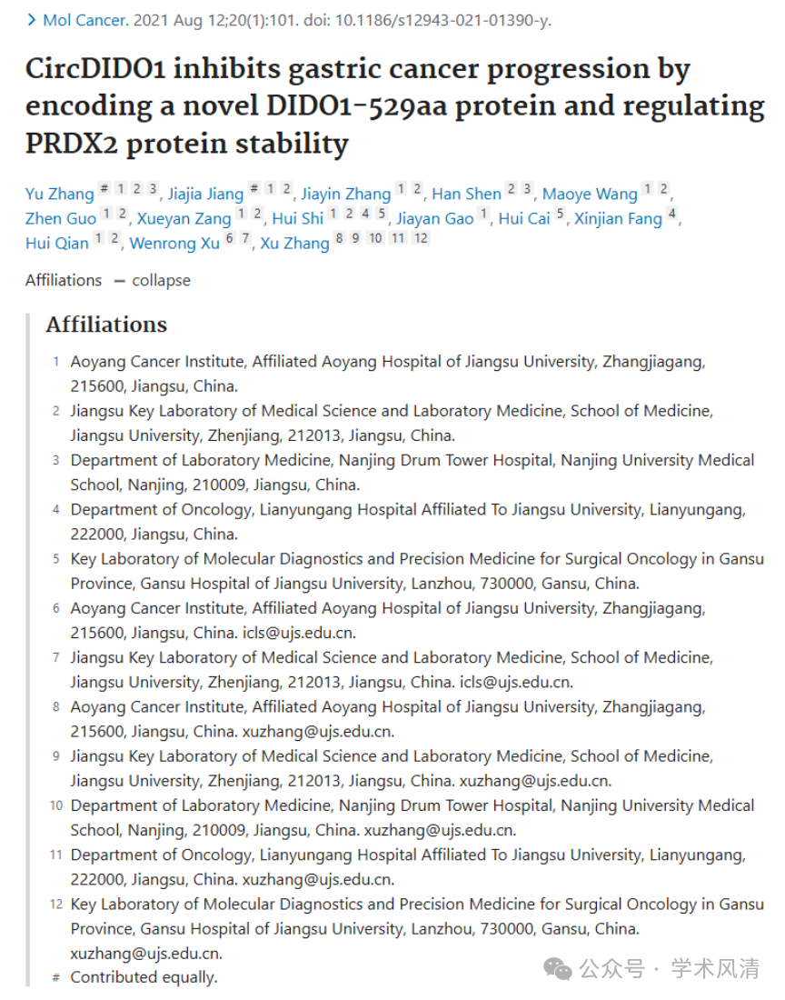 > Mol Cancer. 2021 Aug 12;20(1):101. doi: 10.1186/s12943-021-01390-y.
CircDIDO1 inhibits gastric cancer progression by
encoding a novel DIDO1-529aa protein and regulating
PRDX2 protein stability
Yu Zhang # 1 2 3, Jiajia Jiang # 1 2, Jiayin Zhang 1 2, Han Shen 2 3, Maoye Wang 1 2,
Zhen Guo 1 2, Xueyan Zang 1 2, Hui Shi 1 2 4 5, Jiayan Gao 1, Hui Cai 5, Xinjian Fang 4,
Hui Qian 1 2, Wenrong Xu 6 7, Xu Zhang 8 9 10 11 12
Affiliations — collapse
Affiliations
1 Aoyang Cancer Institute, Affiliated Aoyang Hospital of Jiangsu University, Zhangjiagang,
215600, Jiangsu, China.
2 Jiangsu Key Laboratory of Medical Science and Laboratory Medicine, School of Medicine,
Jiangsu University, Zhenjiang, 212013, Jiangsu, China.
3 Department of Laboratory Medicine, Nanjing Drum Tower Hospital, Nanjing University Medical
School, Nanjing, 210009, Jiangsu, China.
4 Department of Oncology, Lianyungang Hospital Affiliated To Jiangsu University, Lianyungang,
222000, Jiangsu, China.
5 Key Laboratory of Molecular Diagnostics and Precision Medicine for Surgical Oncology in Gansu
Province, Gansu Hospital of Jiangsu University, Lanzhou, 730000, Gansu, China.
6 Aoyang Cancer Institute, Affiliated Aoyang Hospital of Jiangsu University, Zhangjiagang,
215600, Jiangsu, China. icls@ujs.edu.cn.
7 Jiangsu Key Laboratory of Medical Science and Laboratory Medicine, School of Medicine,
Jiangsu University, Zhenjiang, 212013, Jiangsu, China. icls@ujs.edu.cn.
8 Aoyang Cancer Institute, Affiliated Aoyang Hospital of Jiangsu University, Zhangjiagang,
215600, Jiangsu, China. xuzhang@ujs.edu.cn.
9 Jiangsu Key Laboratory of Medical Science and Laboratory Medicine, School of Medicine,
Jiangsu University, Zhenjiang, 212013, Jiangsu, China. xuzhang@ujs.edu.cn.
10 Department of Laboratory Medicine, Nanjing Drum Tower Hospital, Nanjing University Medical
School, Nanjing, 210009, Jiangsu, China. xuzhang@ujs.edu.cn.
11 Department of Oncology, Lianyungang Hospital Affiliated To Jiangsu University, Lianyungang,
222000, Jiangsu, China. xuzhang@ujs.edu.cn.
12 Key Laboratory of Molecular Diagnostics and Precision Medicine for Surgical Oncology in Gansu
Province, Gansu Hospital of Jiangsu University, Lanzhou, 730000, Gansu, China.
xuzhang@ujs.edu.cn.
# Contributed equally.
公众号 · 学术风清